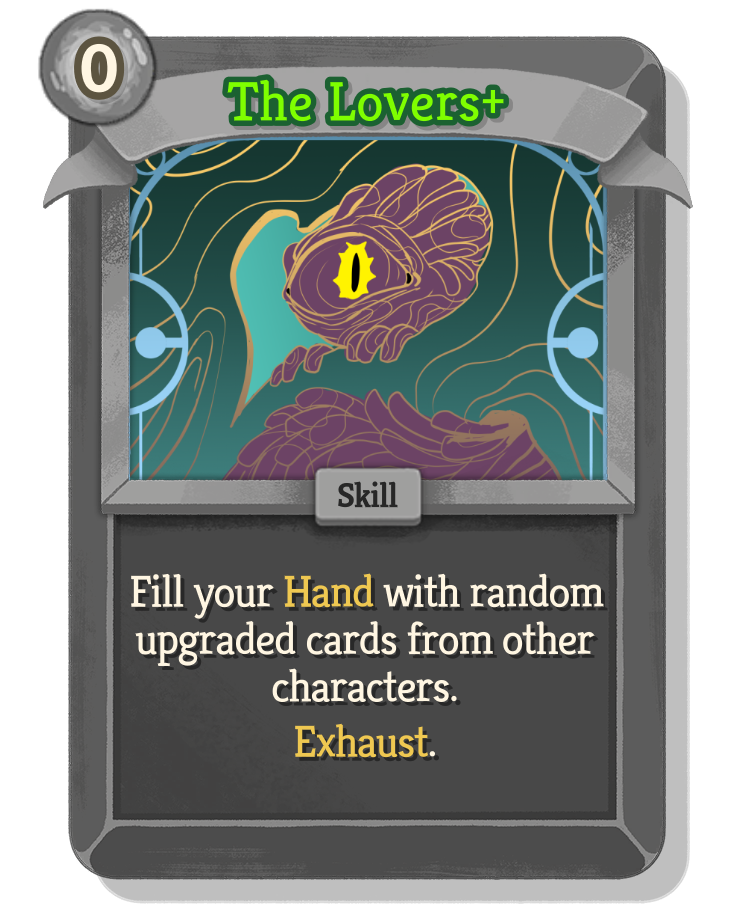 0
The Lovers+
Skill
Fill your Hand with random
upgraded cards from other
characters.
Exhaust.